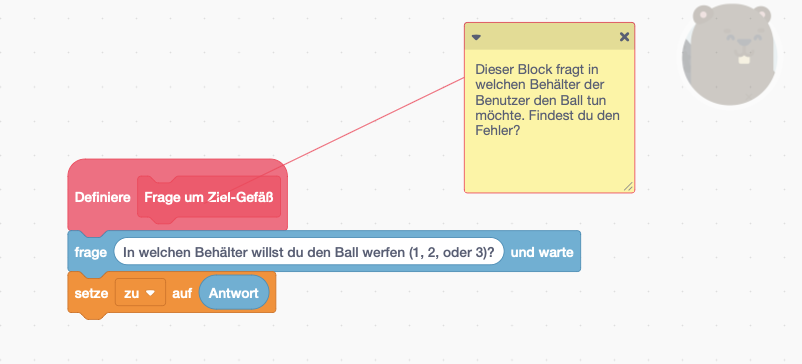 Dieser Block fragt in
welchen Behälter der
Benutzer den Ball tun
möchte. Findest du den
Fehler?
Definiere Frage um Ziel-Gefäß
frage In welchen Behälter willst du den Ball werfen (1, 2, oder 3)? und warte
setze zu auf Antwort